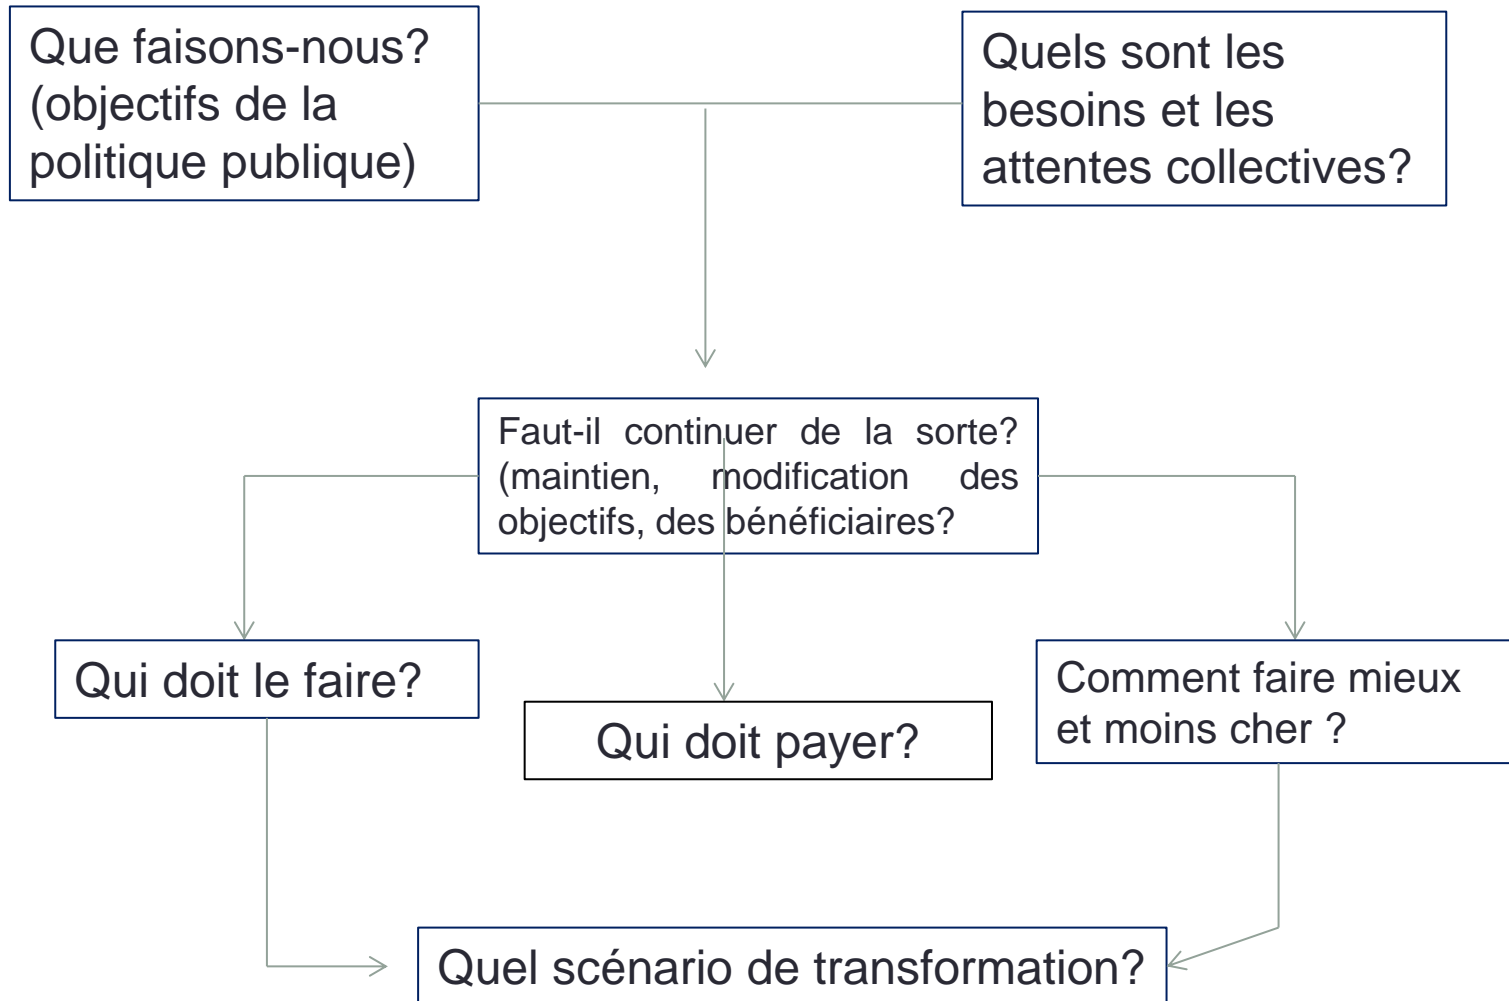 Que faisons-nous?
(objectifs de la
politique publique)
Quels sont les
besoins et les
attentes collectives?
Faut-il continuer de la sorte?
(maintien, modification des
objectifs, des bénéficiaires?
Qui doit le faire?
Qui doit payer?
Comment faire mieux
et moins cher ?
Quel scénario de transformation?